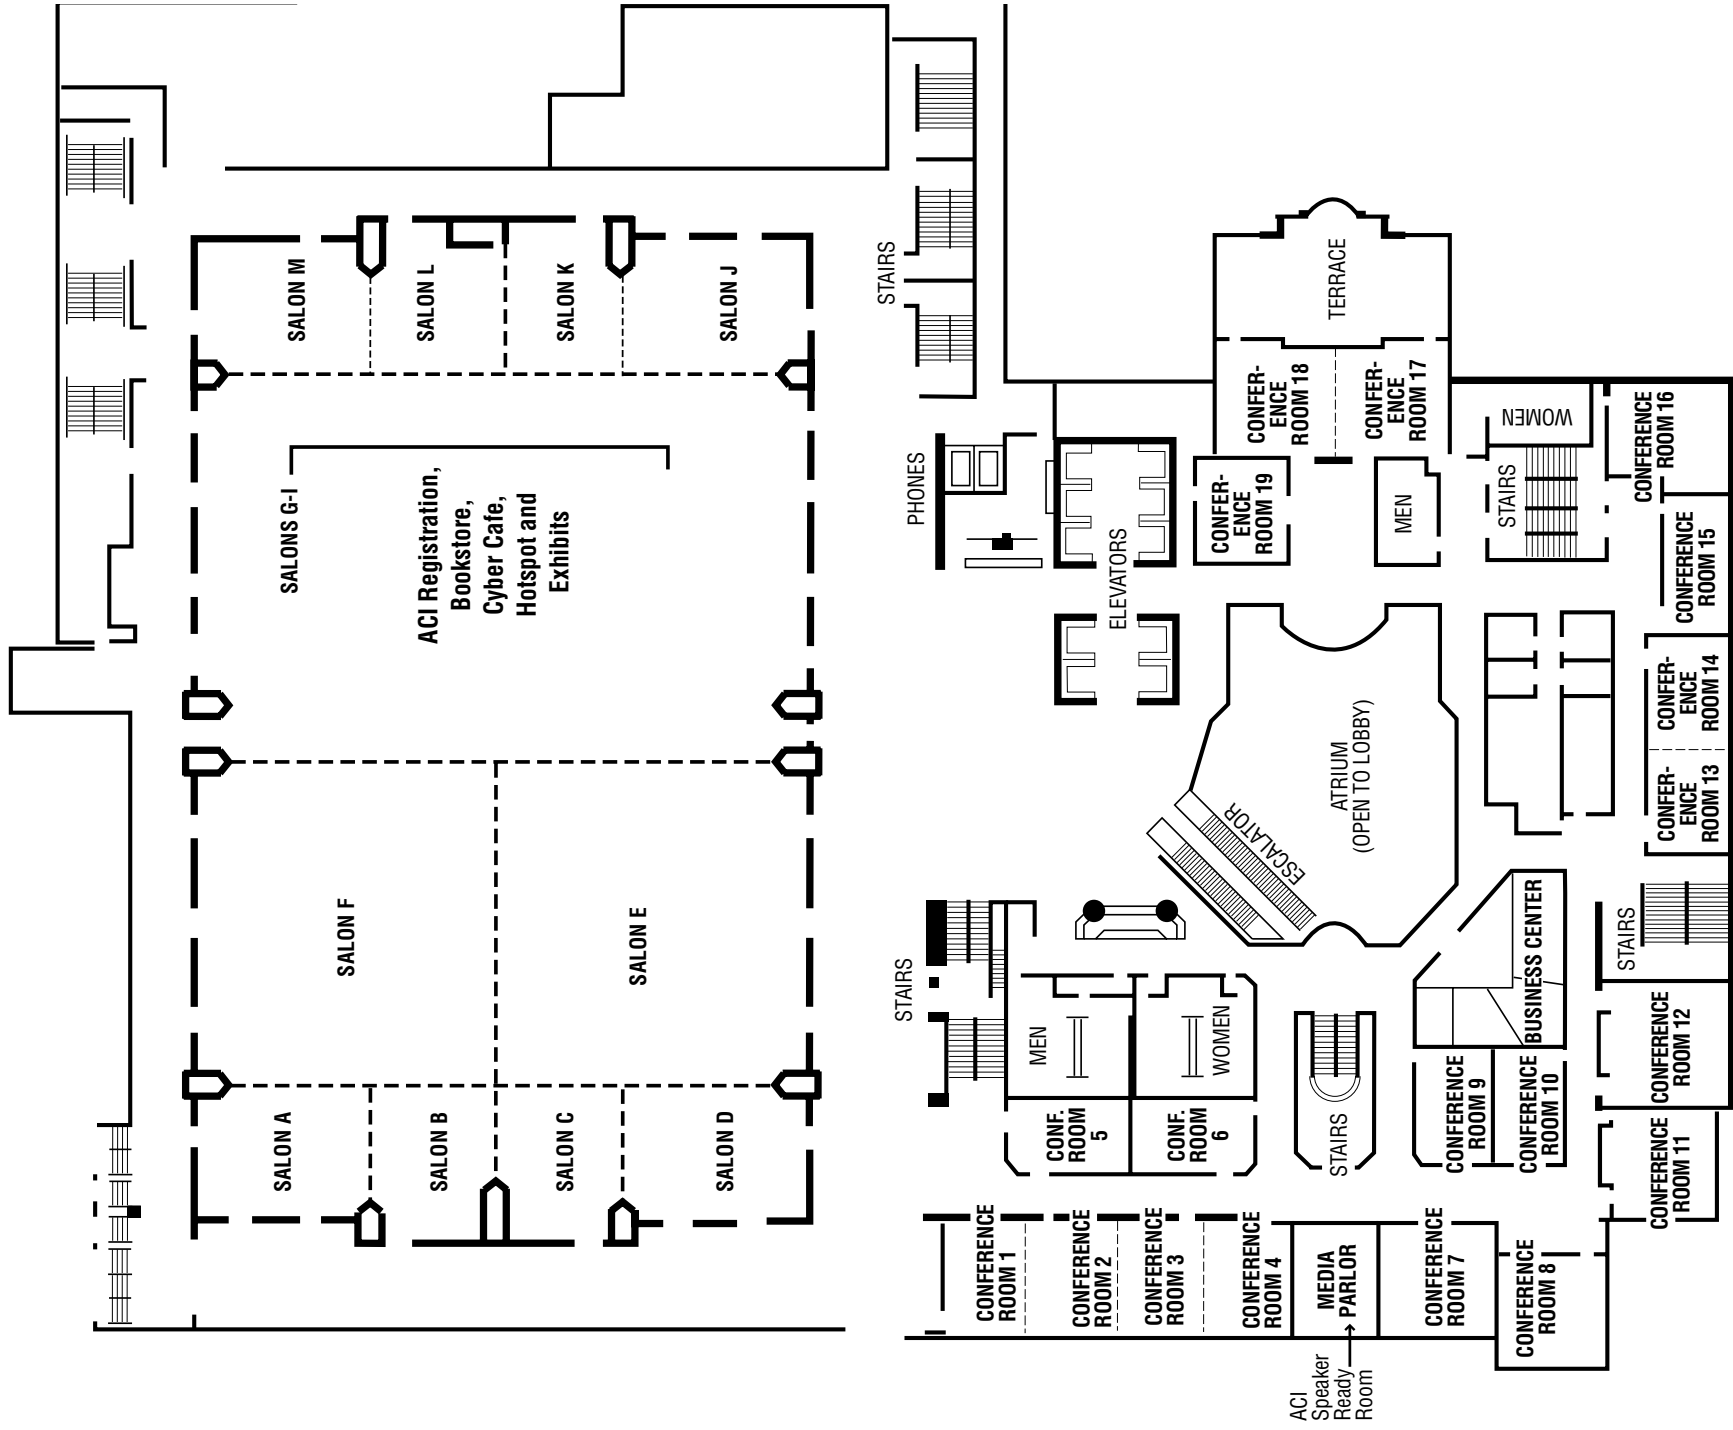 SALON M
SALON L
SALON K
SALON J
SALONS G-I
ACI Registration,
Bookstore,
Cyber Cafe,
Hotspot and
Exhibits
SALON F
SALON E
SALON A
SALON B
SALON C
SALON D
STAIRS
PHONES
ELEVATORS
TERRACE
CONFER-
ENCE
ROOM 18
CONFER-
ENCE
ROOM 17
CONFER-
ENCE
ROOM 19
MEN
WOMEN
STAIRS
CONFERENCE
ROOM 16
CONFERENCE
ROOM 15
CONFER-
ENCE
ROOM 14
CONFER-
ENCE
ROOM 13
ATRIUM
(OPEN TO LOBBY)
ESCALATOR
STAIRS
MEN
WOMEN
CONF.
ROOM
5
CONF.
ROOM
6
STAIRS
BUSINESS CENTER
STAIRS
CONFERENCE
ROOM 9
CONFERENCE
ROOM 10
CONFERENCE
ROOM 12
CONFERENCE
ROOM 11
CONFERENCE
ROOM 1
CONFERENCE
ROOM 2
CONFERENCE
ROOM 3
CONFERENCE
ROOM 4
MEDIA
PARLOR
CONFERENCE
ROOM 7
CONFERENCE
ROOM 8
ACI
Speaker
Ready
Room